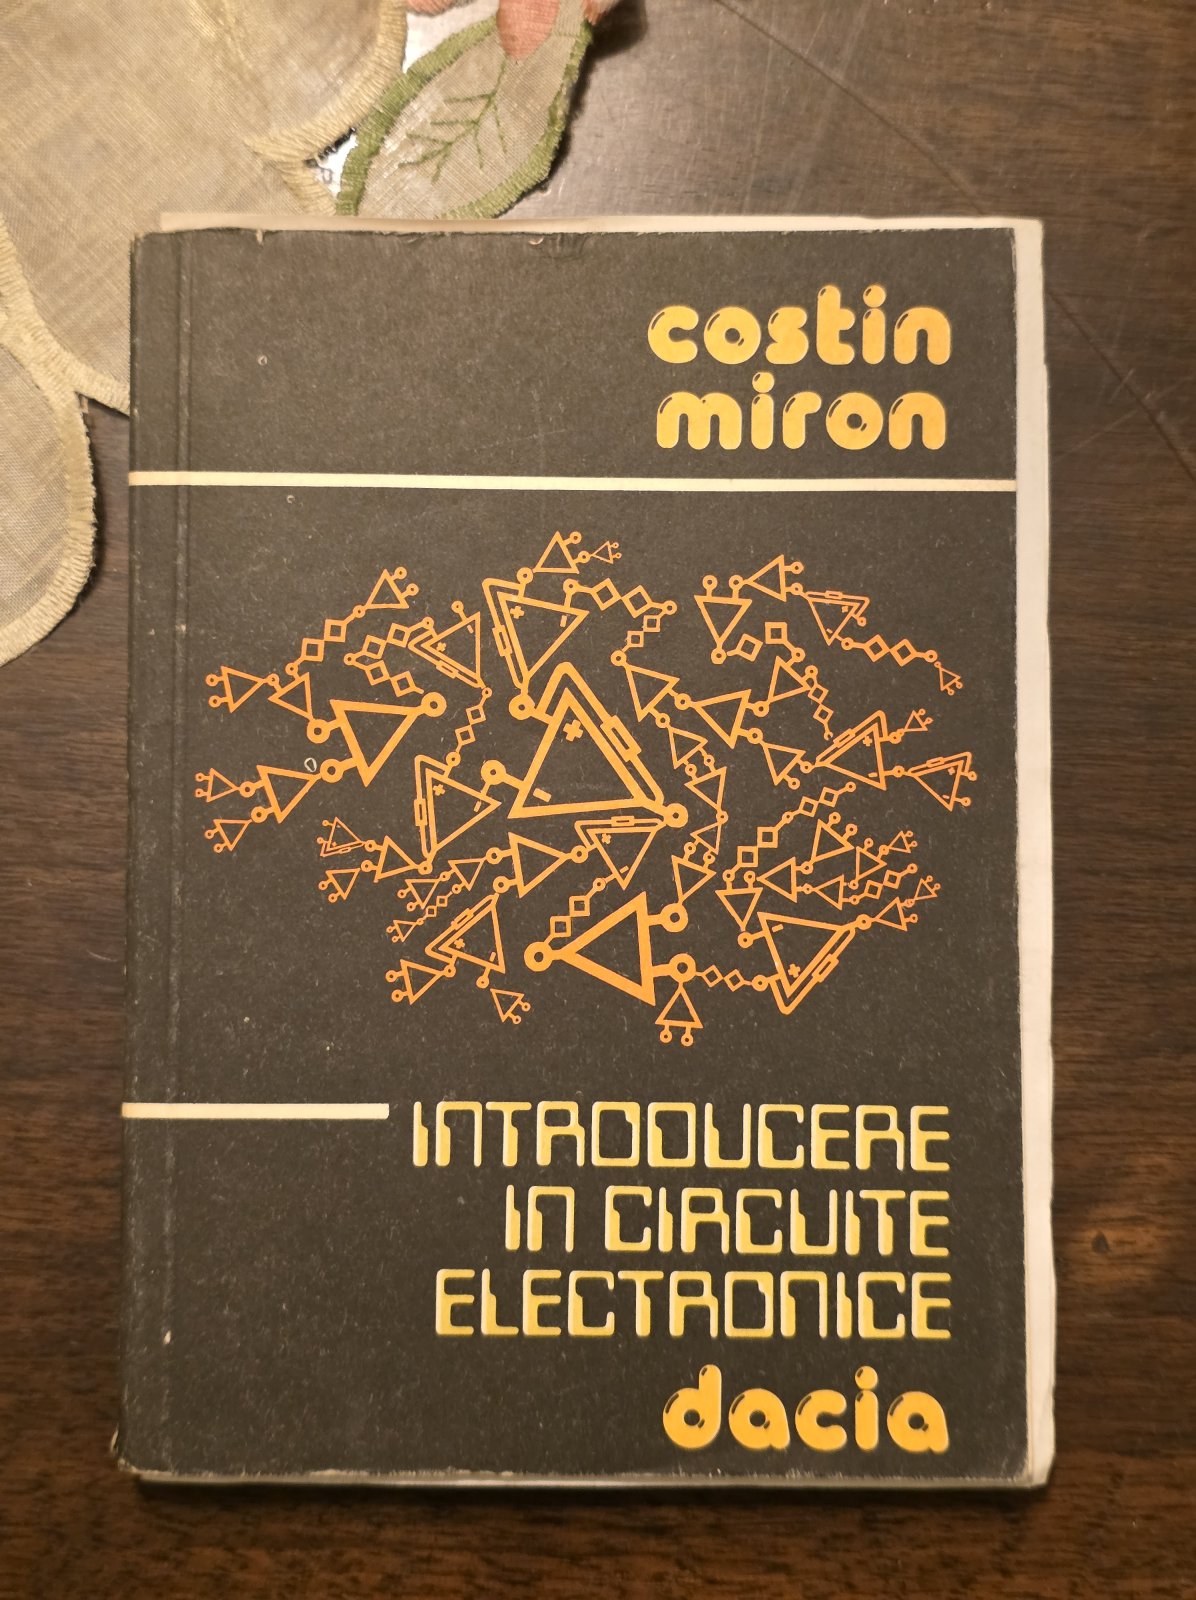 costin
miron
INTRODUCERE
IN CIRCUITE
ELECTRONICE
dacia